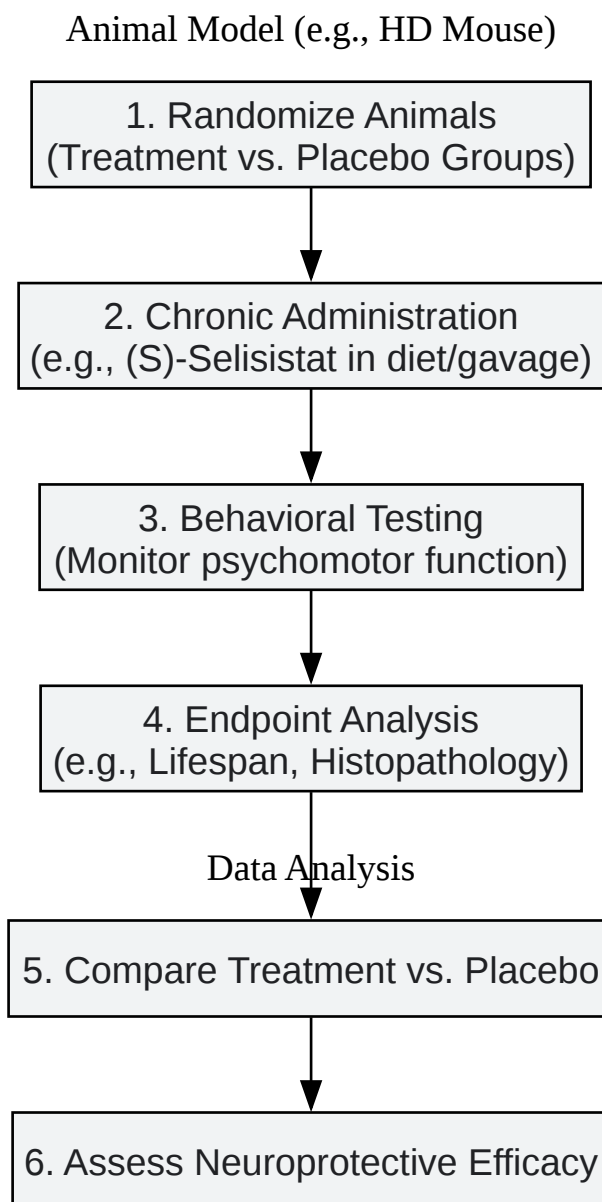 Animal Model (e.g., HD Mouse)
1. Randomize Animals
(Treatment vs. Placebo Groups)
2. Chronic Administration
(e.g., (S)-Selisistat in diet/gavage)
3. Behavioral Testing
(Monitor psychomotor function)
4. Endpoint Analysis
(e.g., Lifespan, Histopathology)
Data Analysis
5. Compare Treatment vs. Placebo
6. Assess Neuroprotective Efficacy